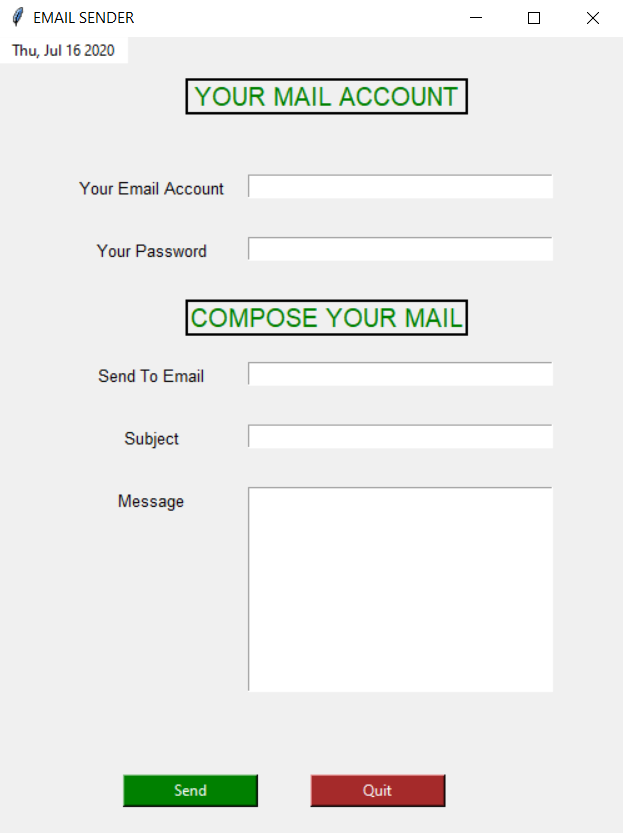 EMAIL SENDER
Thu, Jul 16 2020
YOUR MAIL ACCOUNT
Your Email Account
Your Password
COMPOSE YOUR MAIL
Send To Email
Subject
Message
Send Quit